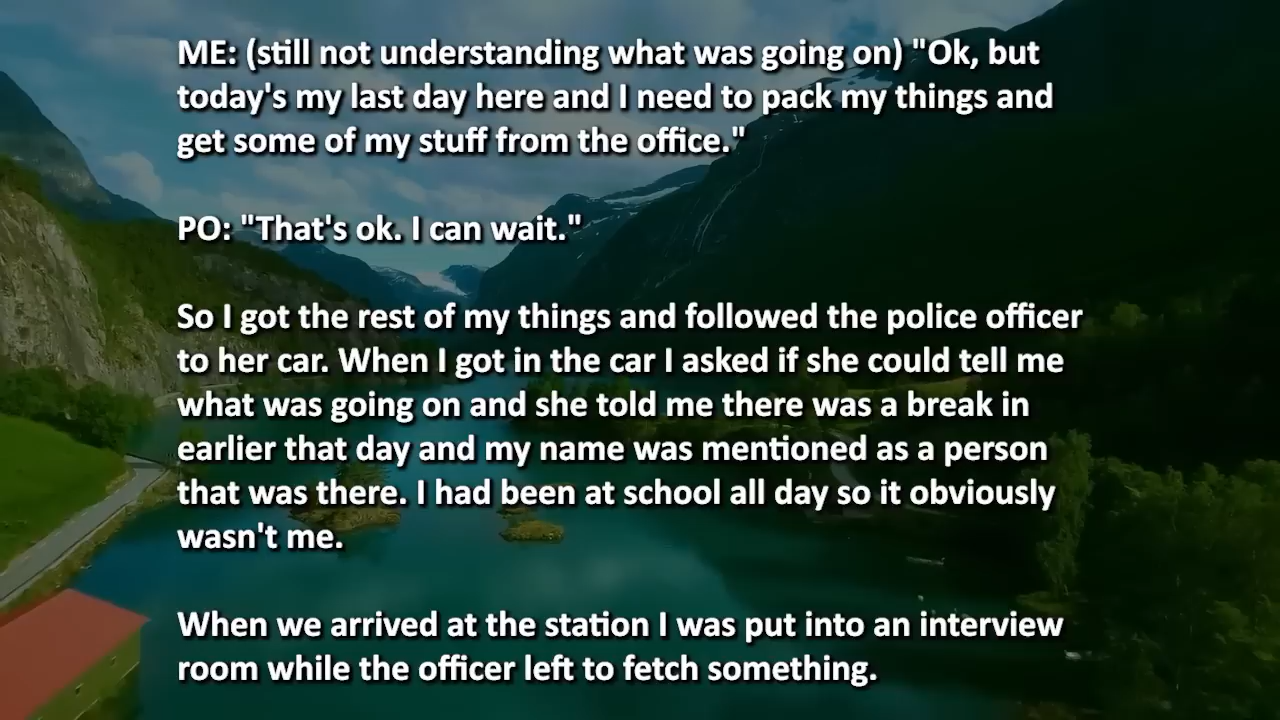 ME: (still not understanding what was going on) "Ok, but
today's my last day here and I need to pack my things and
get some of my stuff from the office."
PO: "That's ok. I can wait."
So I got the rest of my things and followed the police officer
to her car. When I got in the car I asked if she could tell me
what was going on and she told me there was a break in
earlier that day and my name was mentioned as a person
that was there. I had been at school all day so it obviously
wasn't me.
When we arrived at the station I was put into an interview
room while the officer left to fetch something.